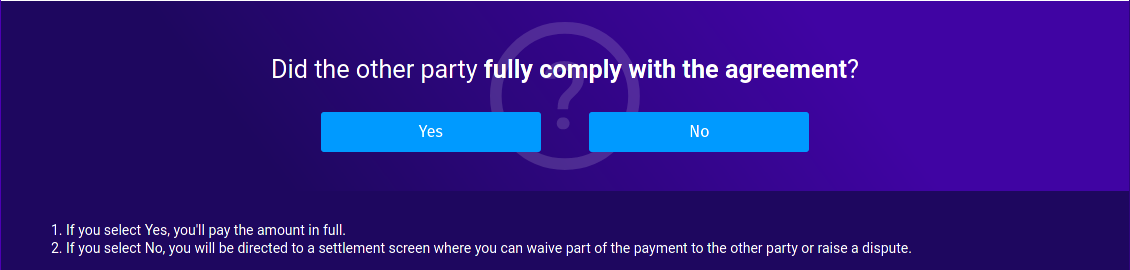 Did the other party fully comply with the agreement?
?
Yes No
1. If you select Yes, you'll pay the amount in full.
2. If you select No, you will be directed to a settlement screen where you can waive part of the payment to the other party or raise a dispute.